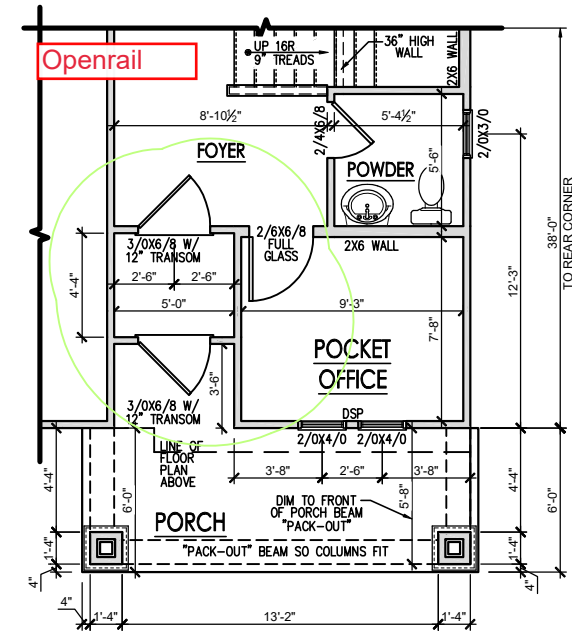 Openrail
UP 16R
9" TREADS
36" HIGH
WALL
2X6 WALL
8'-10½"
2/4X6/8
5'-4½"
2/0X3/0
FOYER
POWDER
5'-6"
38'-0"
TO REAR CORNER
12'-3"
3/0X6/8 W/
12" TRANSOM
2/6X6/8
FULL
GLASS
2X6 WALL
4'-4"
2'-6"
2'-6"
5'-0"
9'-3"
7'-8"
POCKET
OFFICE
3'-6"
3/0X6/8 W/
12" TRANSOM
DSP
2/0X4/0
2/0X4/0
LINE OF
FLOOR
PLAN
ABOVE
3'-8"
2'-6"
3'-8"
4'-4"
6'-0"
5'-8"
4'-4"
6'-0"
DIM TO FRONT
OF PORCH BEAM
"PACK-OUT"
PORCH
"PACK-OUT" BEAM SO COLUMNS FIT
1'-4"
1'-4"
4"
4"
4"
1'-4"
13'-2"
1'-4"